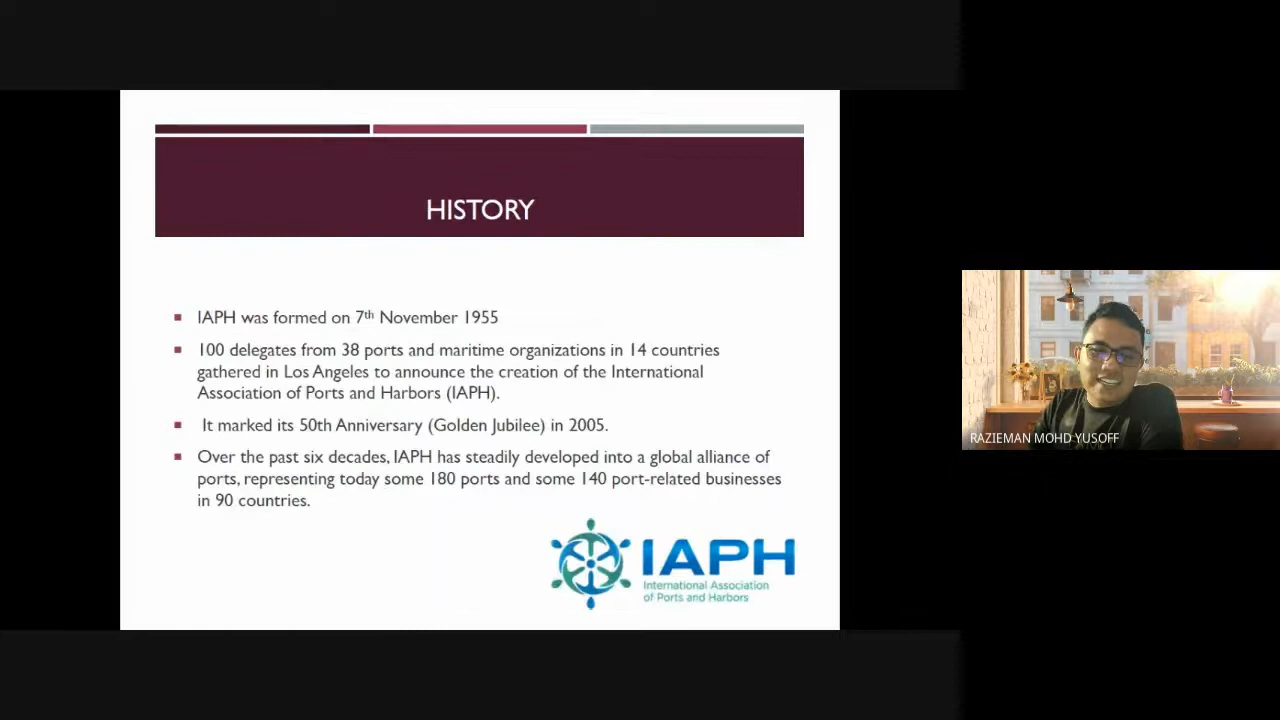 HISTORY
IAPH was formed on 7th November 1955
100 delegates from 38 ports and maritime organizations in 14 countries
gathered in Los Angeles to announce the creation of the International
Association of Ports and Harbors (IAPH).
It marked its 50th Anniversary (Golden Jubilee) in 2005.
Over the past six decades, IAPH has steadily developed into a global alliance of
ports, representing today some 180 ports and some 140 port-related businesses
in 90 countries.
IAPH
International Association
of Ports and Harbors
RAZIEMAN MOHD YUSOFF